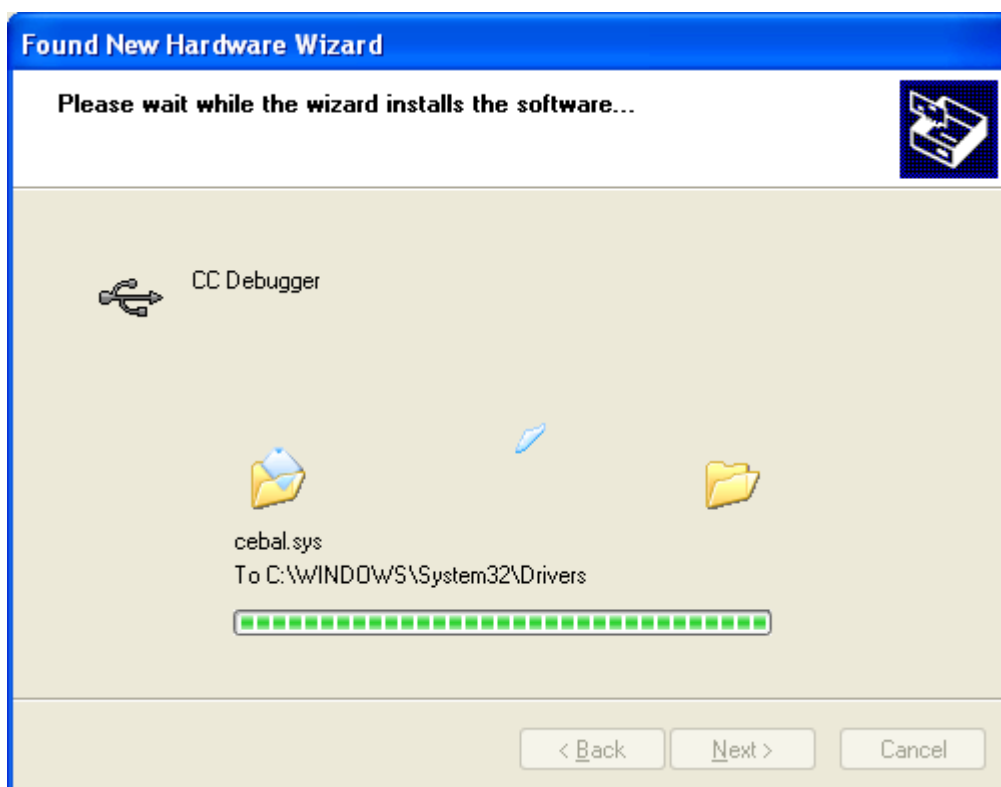 Found New Hardware Wizard
Please wait while the wizard installs the software...
CC Debugger
cebal.sys
To C:\WINDOWS\System32\Drivers
< Back Next > Cancel